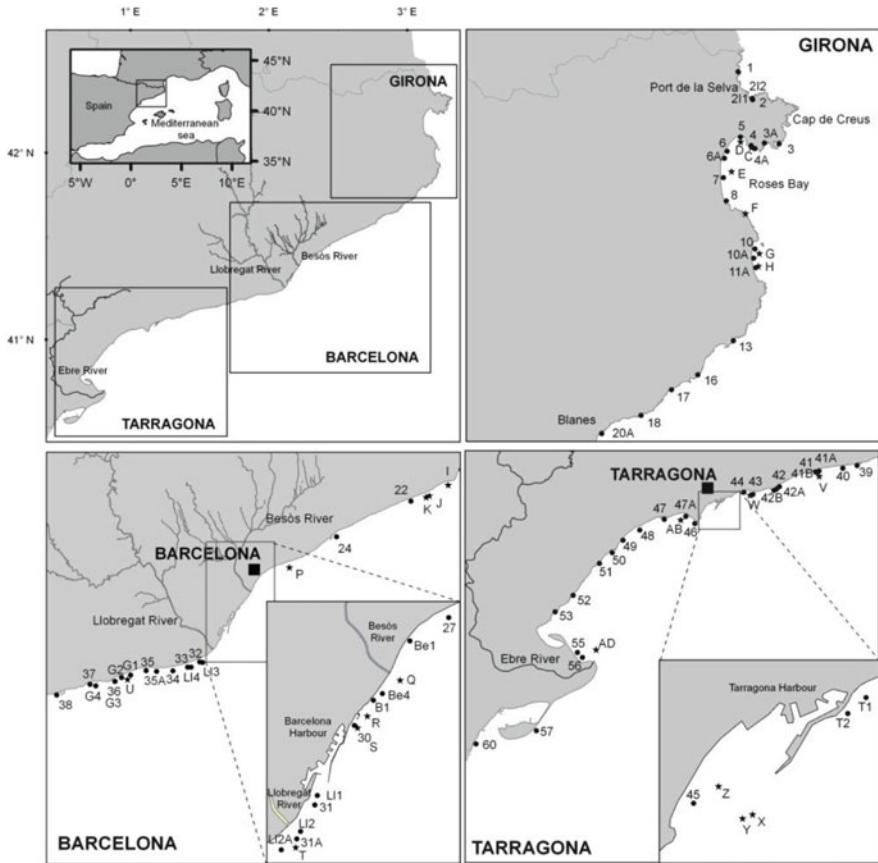 1° E
2° E
3° E
42° N
41° N
45°N
40°N
35°N
5°W
0°E
5°E
10°E
Spain
Mediterranean
sea
GIRONA
Llobregat River
Besòs River
BARCELONA
Ebre River
TARRAGONA
GIRONA
1
Port de la Selva
2I2
2I1
2
Cap de Creus
5
4
3A
3
D
C
4A
6
6A
E
7
Roses Bay
8
F
10
G
10A
H
11A
13
16
17
Blanes
18
20A
I
22
J
K
Besòs River
24
BARCELONA
P
Llobregat River
G2
G1
35
33
32
37
G4
36
G3
U
35A
34
LI4
LI3
38
Besòs
River
27
Be1
Q
Be4
B1
R
Barcelona
Harbour
30
S
Llobregat
River
LI1
31
LI2
LI2A
31A
T
BARCELONA
TARRAGONA
41A
41
44
43
42
41B
40
39
V
42A
42B
W
47
47A
AB
46
48
49
50
51
52
53
55
AD
Ebre River
56
57
60
Tarragona Harbour
T1
T2
Z
45
X
Y
TARRAGONA